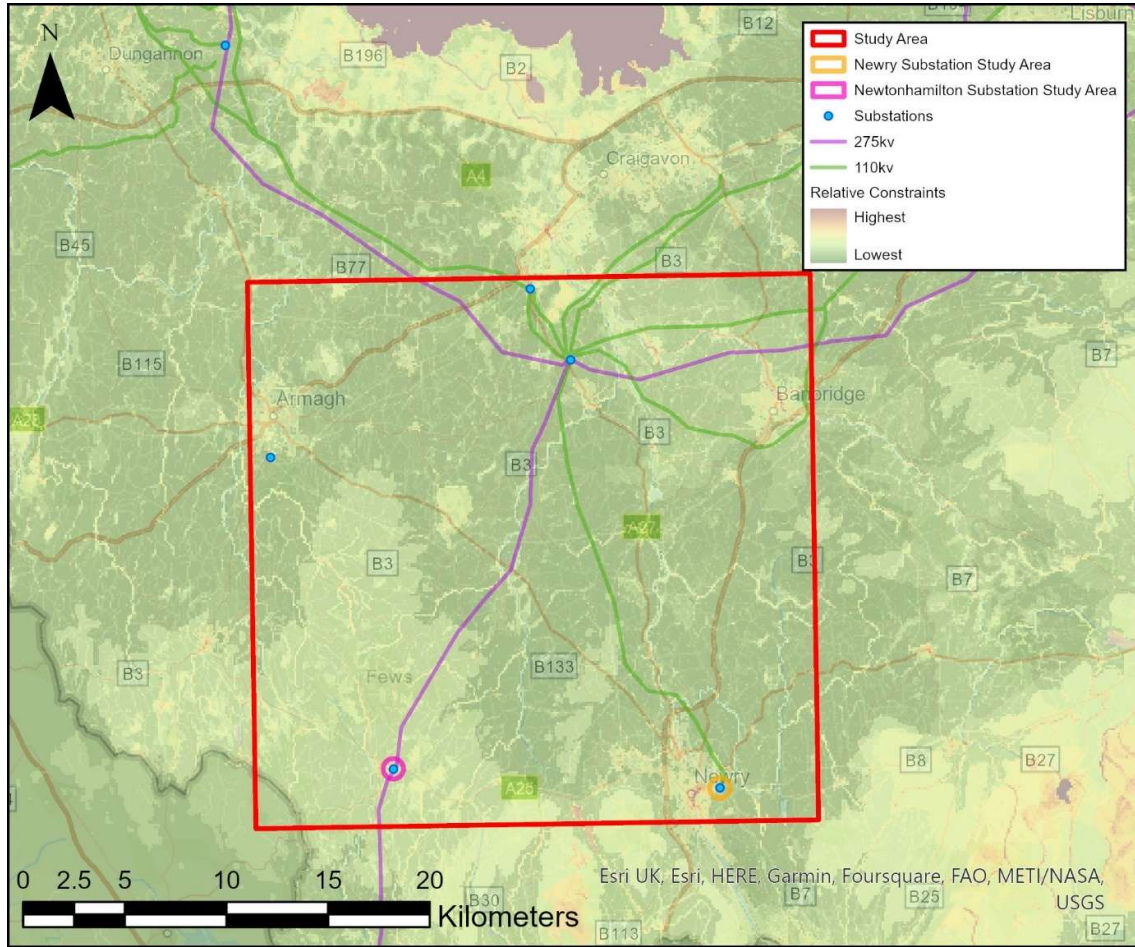 N
Dungannon
B196
B2
B12
Lisburn
Study Area
Newry Substation Study Area
Newtonhamilton Substation Study Area
Substations
275kv
110kv
Relative Constraints
Highest
Lowest
Craigavon
A4
B45
B77
B3
B115
B7
Armagh
Banbridge
B3
B3
A27
B3
B3
B7
B3
B133
Fews
Newry
B8
B27
0 2.5 5 10 15 20
Kilometers
Esri UK, Esri, HERE, Garmin, Foursquare, FAO, METI/NASA,
USGS
B30
B7
B25
B113
B27